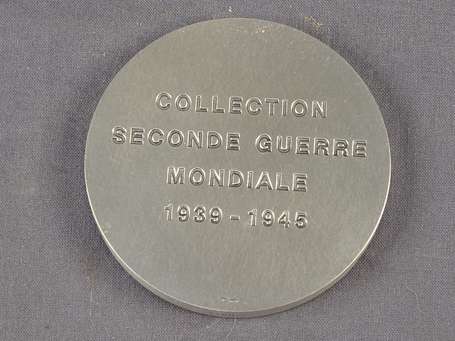 COLLECTION
SECONDE GUERRE
MONDIALE
1939 - 1945